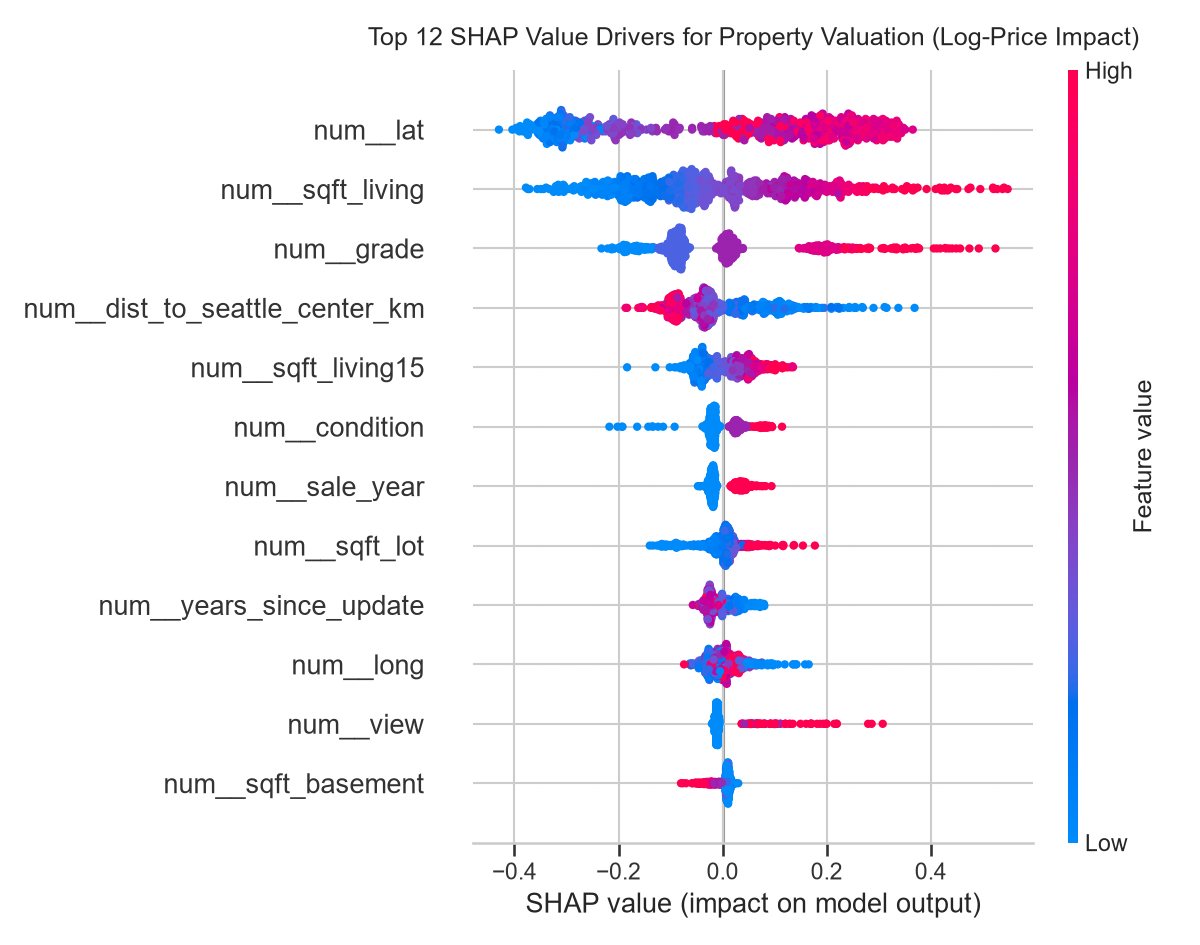 Top 12 SHAP Value Drivers for Property Valuation (Log-Price Impact)
High
num__lat
num__sqft_living
num__grade
num__dist_to_seattle_center_km
num__sqft_living15
num__condition
num__sale_year
num__sqft_lot
num__years_since_update
num__long
num__view
num__sqft_basement
Feature value
Low
−0.4 −0.2 0.0 0.2 0.4
SHAP value (impact on model output)